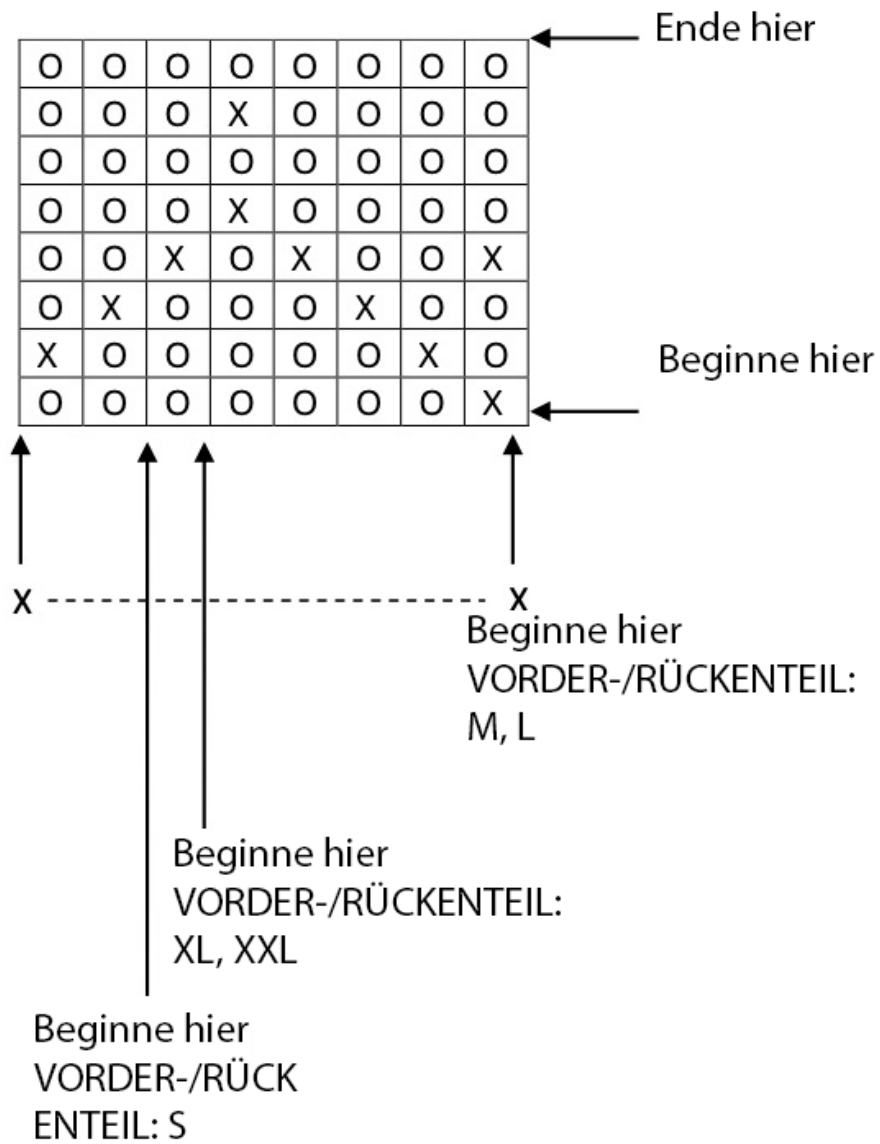 Ende hier
O O O O O O O O
O O O X O O O O
O O O O O O O O
O O O X O O O O
O O X O X O O X
O X O O O X O O
X O O O O O X O
O O O O O O O X
Beginne hier
X X
Beginne hier
VORDER-/RÜCKENTEIL:
M, L
Beginne hier
VORDER-/RÜCKENTEIL:
XL, XXL
Beginne hier
VORDER-/RÜCK
ENTEIL: S